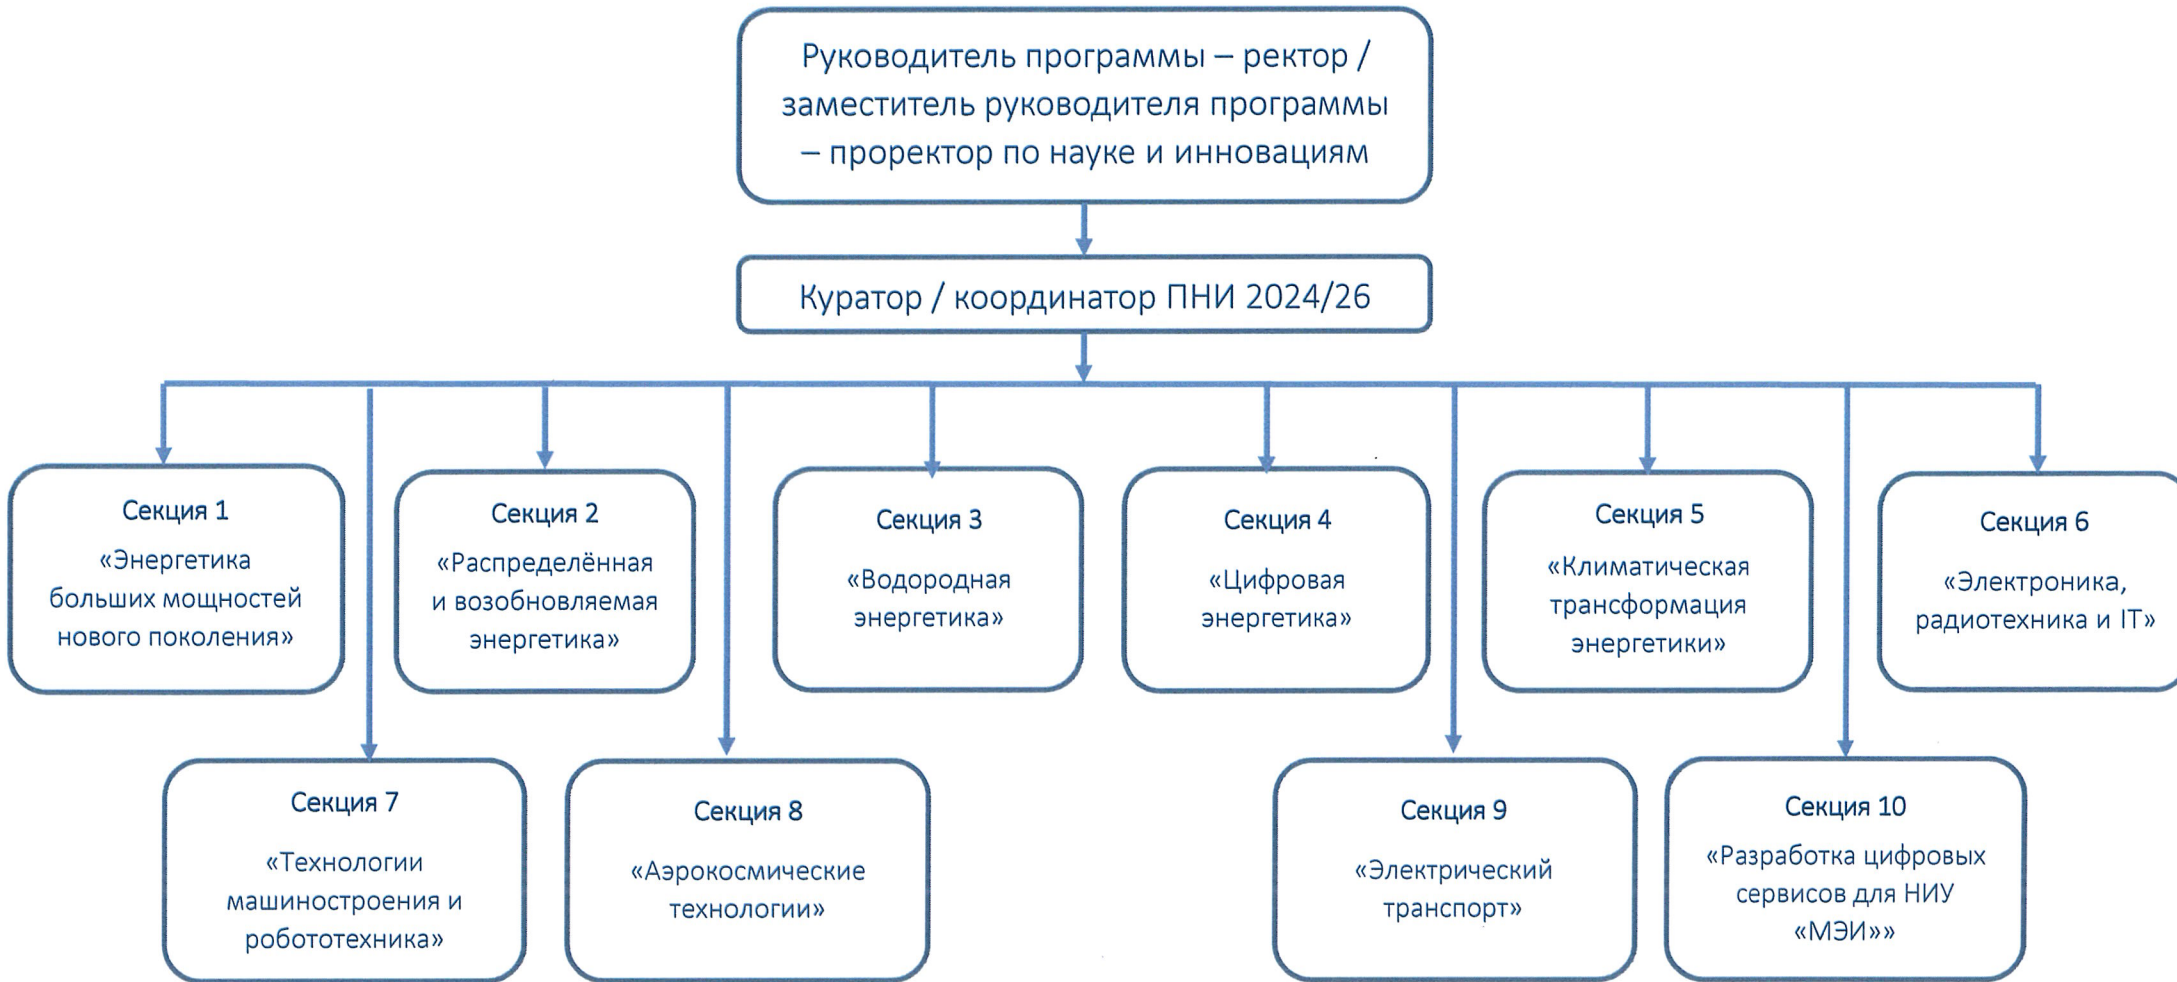 Руководитель программы – ректор /
заместитель руководителя программы
– проректор по науке и инновациям
Куратор / координатор ПНИ 2024/26
Секция 1
«Энергетика
больших мощностей
нового поколения»
Секция 2
«Распределённая
и возобновляемая
энергетика»
Секция 3
«Водородная
энергетика»
Секция 4
«Цифровая
энергетика»
Секция 5
«Климатическая
трансформация
энергетики»
Секция 6
«Электроника,
радиотехника и IT»
Секция 7
«Технологии
машиностроения и
робототехника»
Секция 8
«Аэрокосмические
технологии»
Секция 9
«Электрический
транспорт»
Секция 10
«Разработка цифровых
сервисов для НИУ
«МЭИ»»